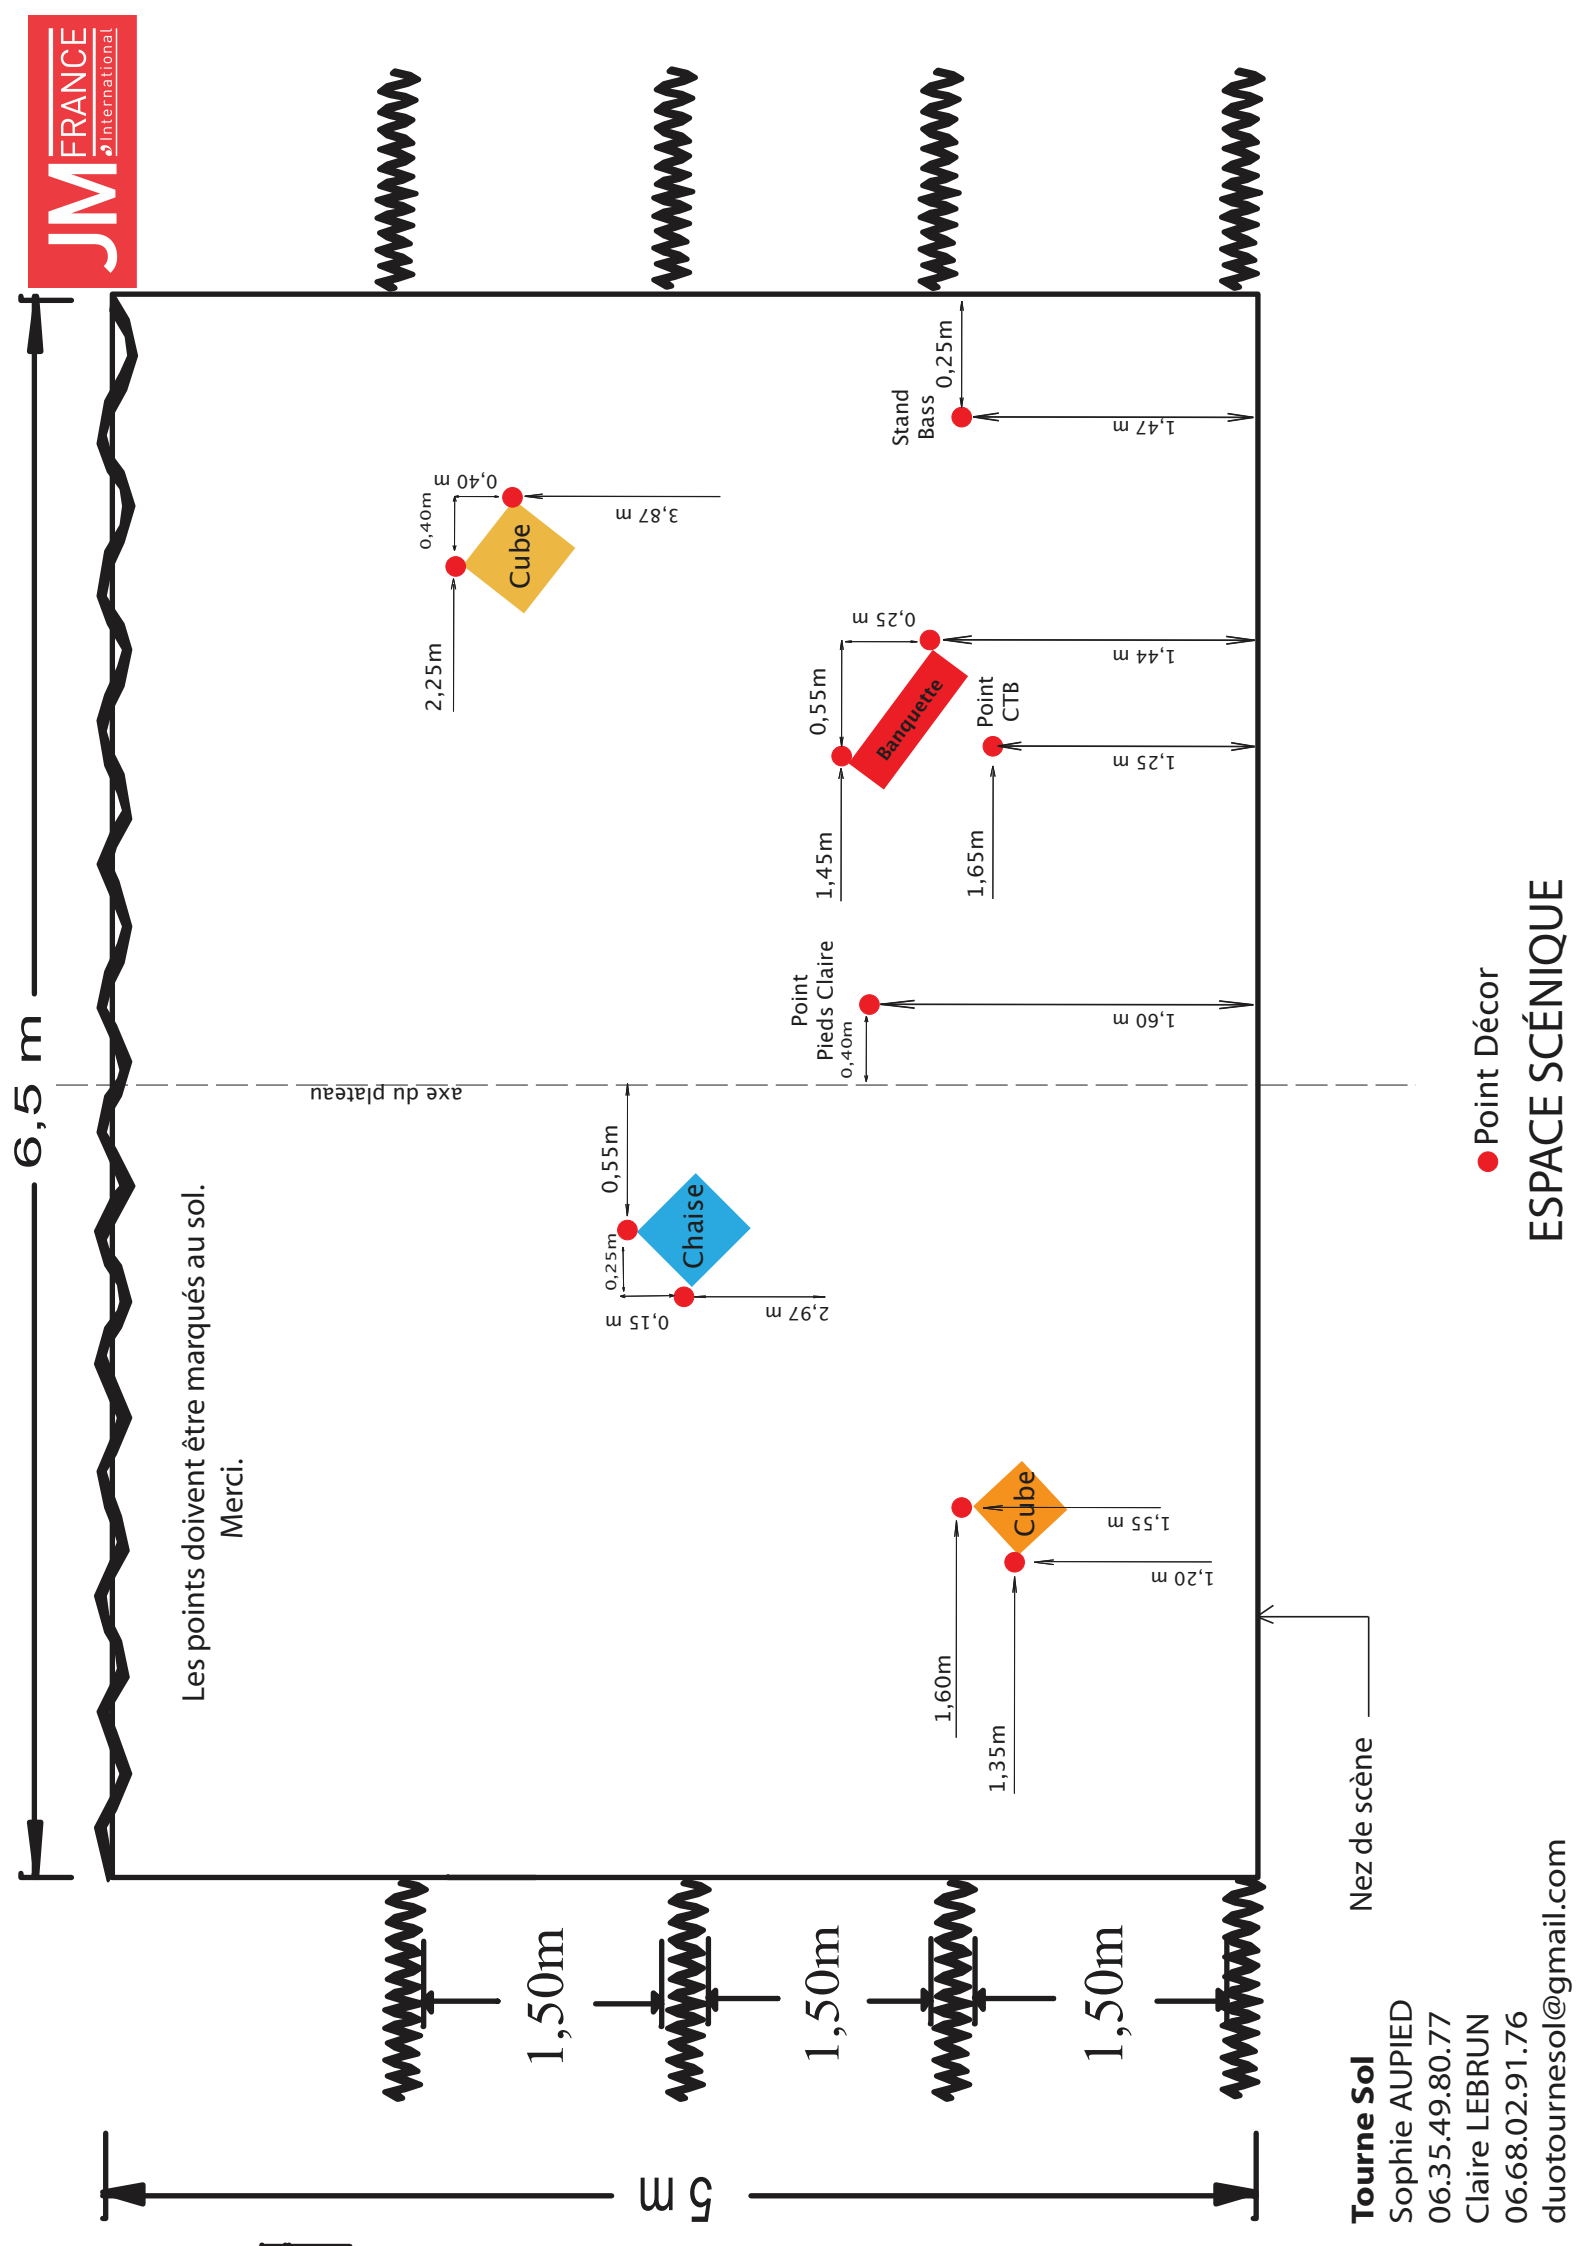 6,5 m
JM
FRANCE
International
Les points doivent être marqués au sol.
Merci.
axe du plateau
2,25m
0,40m
0,40 m
Cube
3,87 m
0,55m
0,25m
0,15 m
Chaise
2,97 m
Point
Pieds Claire
0,40m
1,60 m
1,45m
0,55m
0,25 m
Banquette
1,44 m
Point
CTB
1,65m
1,25 m
Stand
Bass
0,25m
1,47 m
1,60m
1,35m
Cube
1,55 m
1,20 m
1,50m
1,50m
1,50m
5 m
Nez de scène
Point Décor
ESPACE SCÉNIQUE
Tourne Sol
Sophie AUPIED
06.35.49.80.77
Claire LEBRUN
06.68.02.91.76
duotournesol@gmail.com